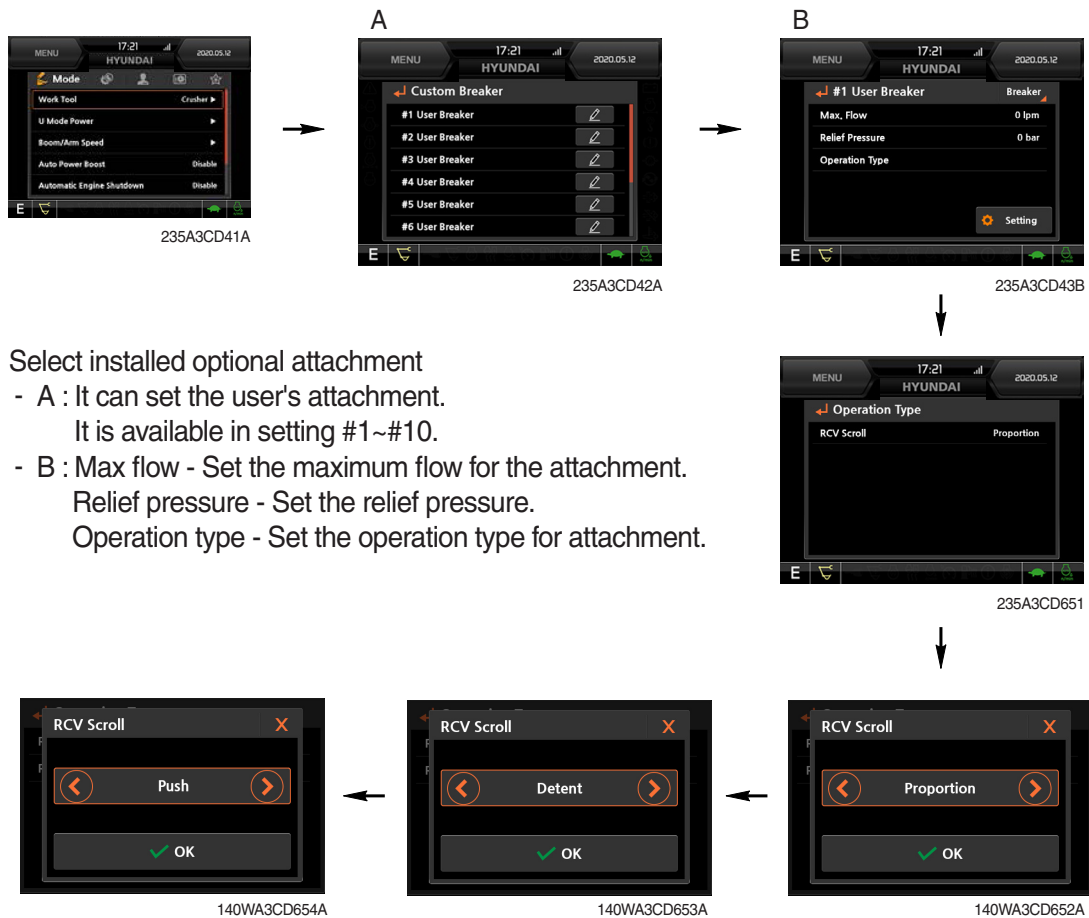 A
B
MENU
17:21
2020.05.12
HYUNDAI
Mode
Work Tool
Crusher ▶
U Mode Power ▶
Boom/Arm Speed ▶
Auto Power Boost
Disable
Automatic Engine Shutdown
Disable
E
235A3CD41A
MENU
17:21
2020.05.12
HYUNDAI
Custom Breaker
#1 User Breaker
#2 User Breaker
#3 User Breaker
#4 User Breaker
#5 User Breaker
#6 User Breaker
E
235A3CD42A
MENU
17:21
2020.05.12
HYUNDAI
#1 User Breaker
Breaker
Max. Flow
0 lpm
Relief Pressure
0 bar
Operation Type
Setting
E
235A3CD43B
Select installed optional attachment
- A : It can set the user's attachment.
It is available in setting #1~#10.
- B : Max flow - Set the maximum flow for the attachment.
Relief pressure - Set the relief pressure.
Operation type - Set the operation type for attachment.
MENU
17:21
2020.05.12
HYUNDAI
Operation Type
RCV Scroll
Proportion
E
235A3CD651
RCV Scroll
X
Push
OK
140WA3CD654A
RCV Scroll
X
Detent
OK
140WA3CD653A
RCV Scroll
X
Proportion
OK
140WA3CD652A